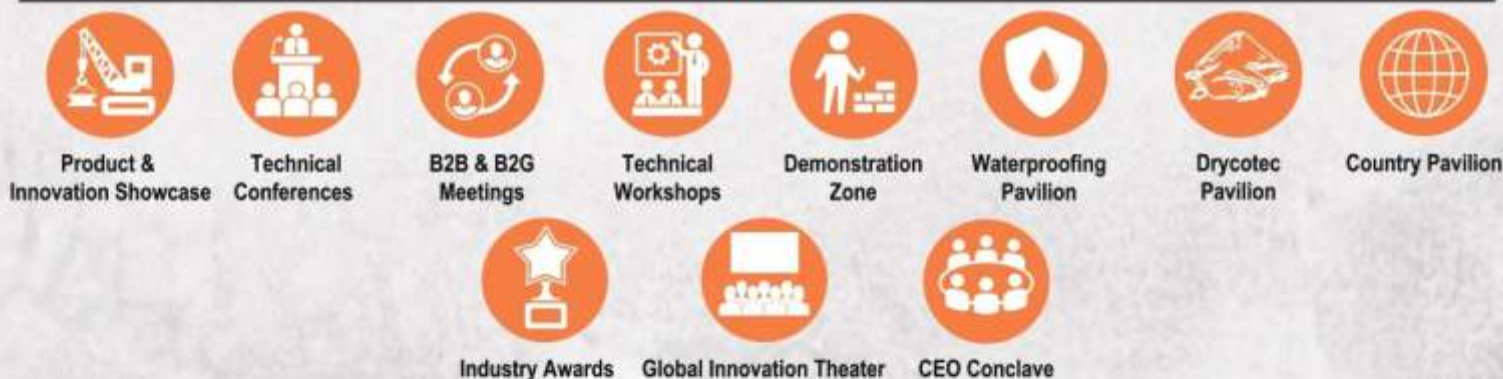 Product &
Innovation Showcase
Technical
Conferences
B2B & B2G
Meetings
Technical
Workshops
Demonstration
Zone
Waterproofing
Pavilion
Drycotec
Pavilion
Country Pavilion
Industry Awards
Global Innovation Theater
CEO Conclave